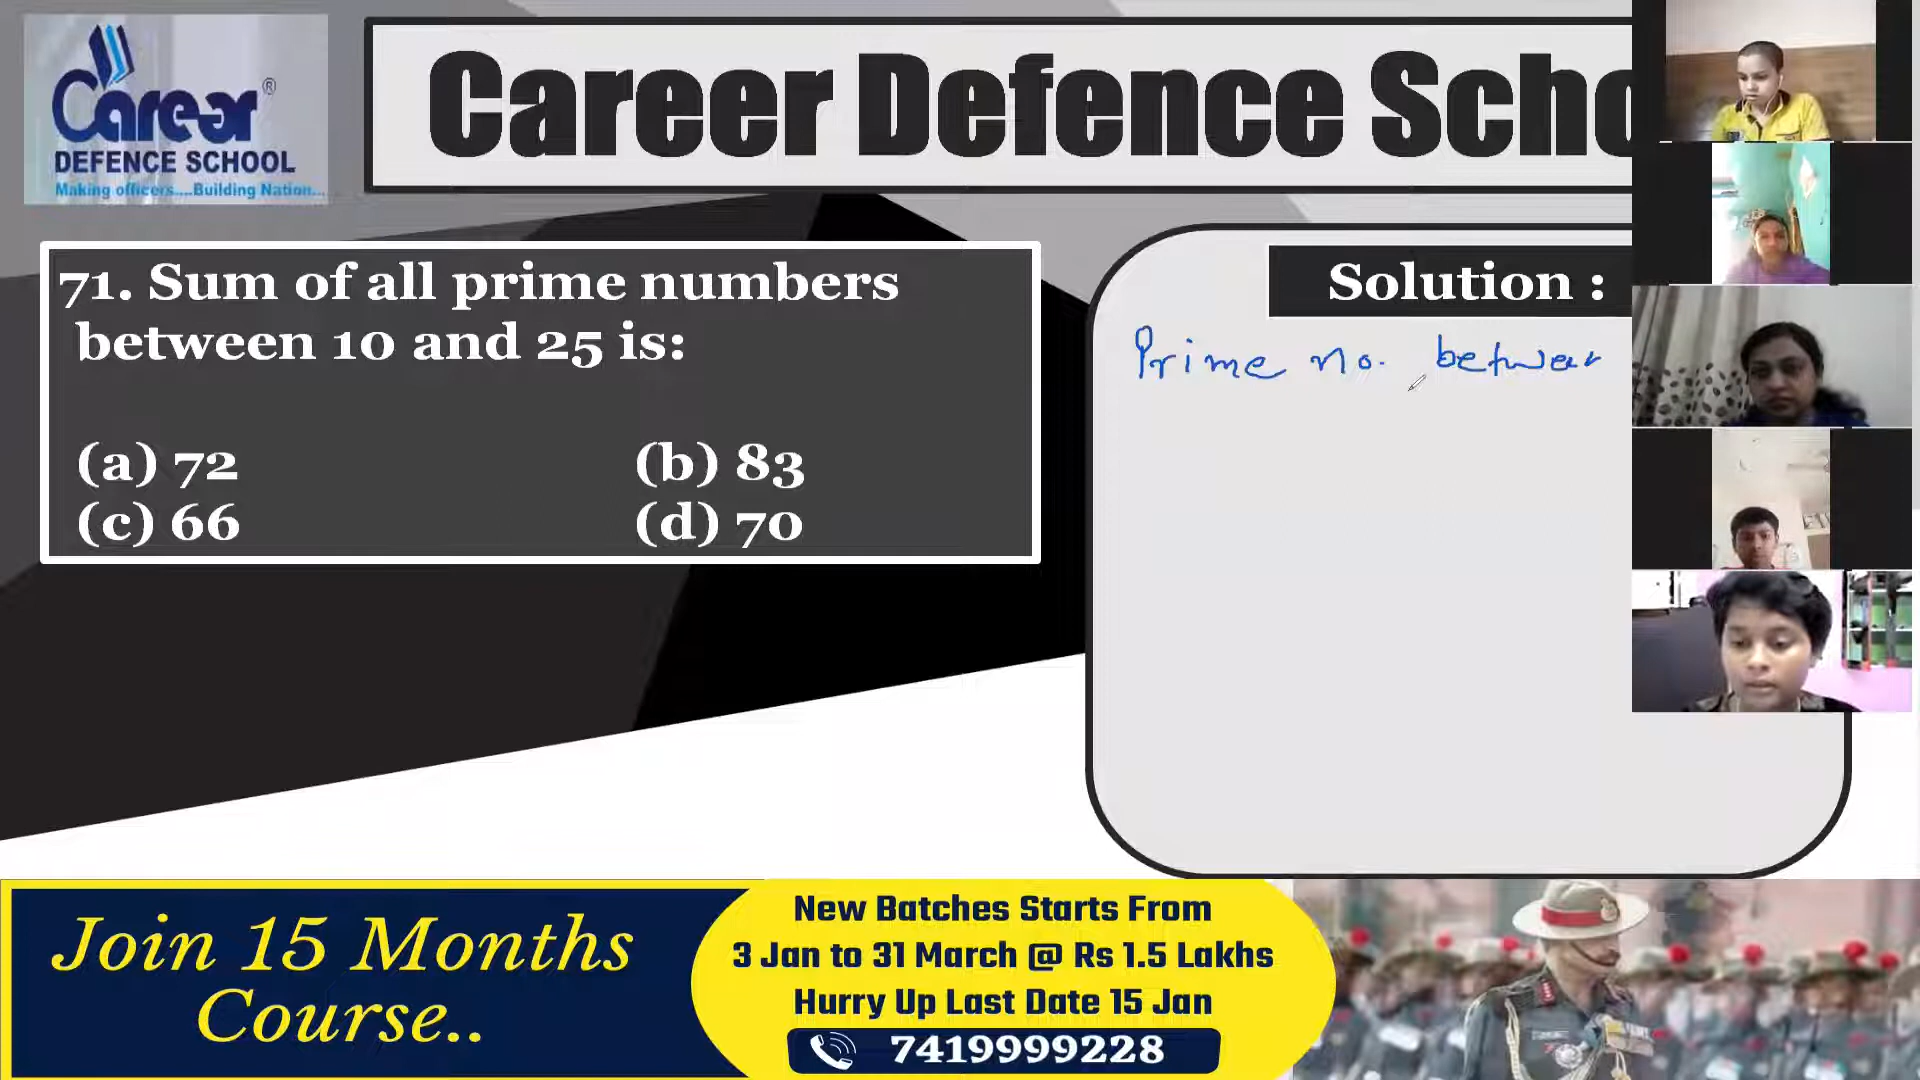 Career®
DEFENCE SCHOOL
Making officers....Building Nation...
Career Defence Scho
71. Sum of all prime numbers
between 10 and 25 is:
(a) 72 (b) 83
(c) 66 (d) 70
Solution :
Prime no. between
Join 15 Months
Course..
New Batches Starts From
3 Jan to 31 March @ Rs 1.5 Lakhs
Hurry Up Last Date 15 Jan
7419999228